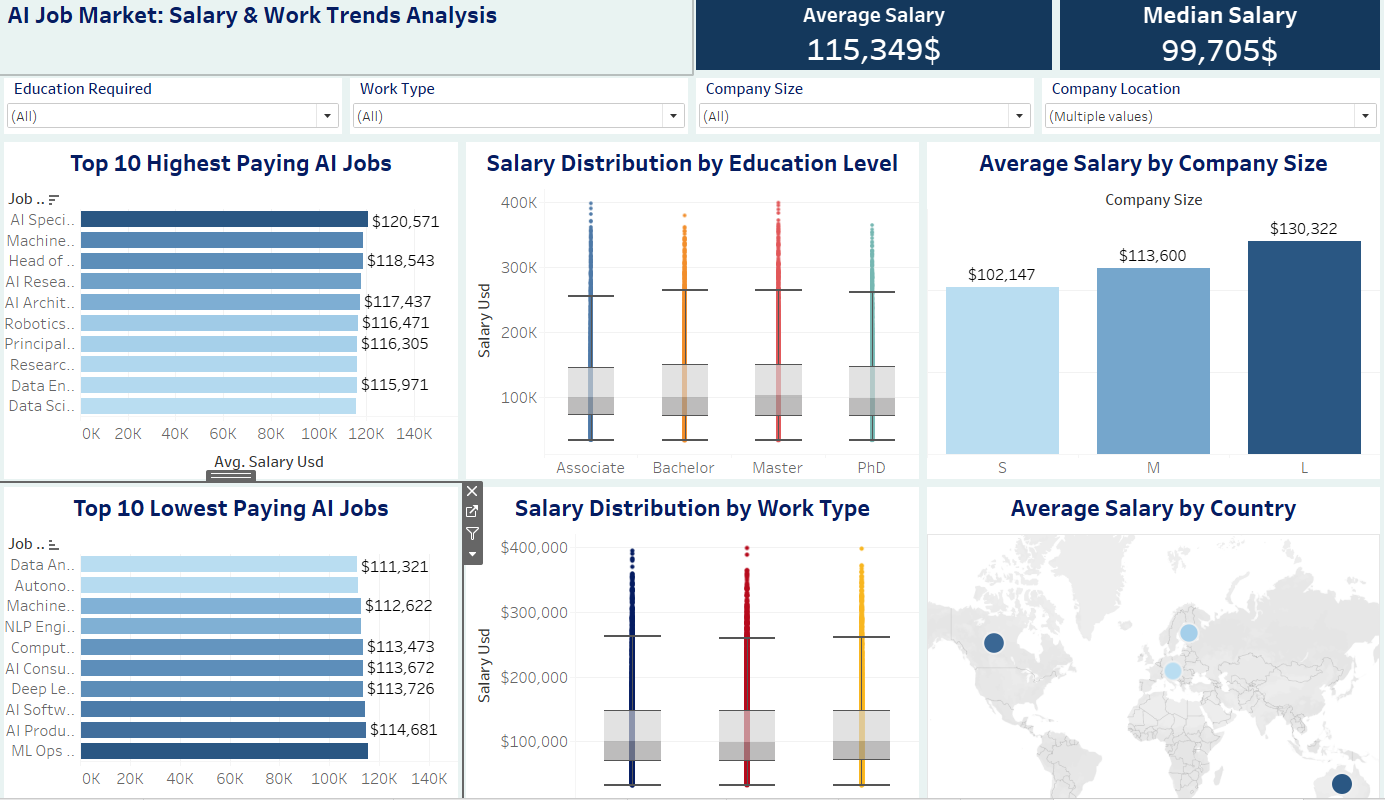 AI Job Market: Salary & Work Trends Analysis
Average Salary
115,349$
Median Salary
99,705$
Education Required
(All)
Work Type
(All)
Company Size
(All)
Company Location
(Multiple values)
Top 10 Highest Paying AI Jobs
Job ..
AI Speci.. $120,571
Machine..
Head of .. $118,543
AI Resea..
AI Archit.. $117,437
Robotics.. $116,471
Principal.. $116,305
Researc..
Data En.. $115,971
Data Sci..
0K 20K 40K 60K 80K 100K 120K 140K
Avg. Salary Usd
Salary Distribution by Education Level
Salary Usd
400K
300K
200K
100K
Associate Bachelor Master PhD
Average Salary by Company Size
Company Size
$102,147 $113,600 $130,322
S M L
Top 10 Lowest Paying AI Jobs
Job ..
Data An.. $111,321
Autono..
Machine.. $112,622
NLP Engi..
Comput.. $113,473
AI Consu.. $113,672
Deep Le.. $113,726
AI Softw..
AI Produ.. $114,681
ML Ops ..
0K 20K 40K 60K 80K 100K 120K 140K
Salary Distribution by Work Type
Salary Usd
$400,000
$300,000
$200,000
$100,000
Average Salary by Country